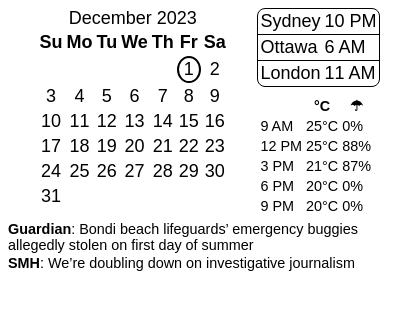 December 2023
Su Mo Tu We Th Fr Sa
1 2
3 4 5 6 7 8 9
10 11 12 13 14 15 16
17 18 19 20 21 22 23
24 25 26 27 28 29 30
31
Sydney 10 PM
Ottawa 6 AM
London 11 AM
°C ☂
9 AM 25°C 0%
12 PM 25°C 88%
3 PM 21°C 87%
6 PM 20°C 0%
9 PM 20°C 0%
Guardian: Bondi beach lifeguards’ emergency buggies
allegedly stolen on first day of summer
SMH: We’re doubling down on investigative journalism